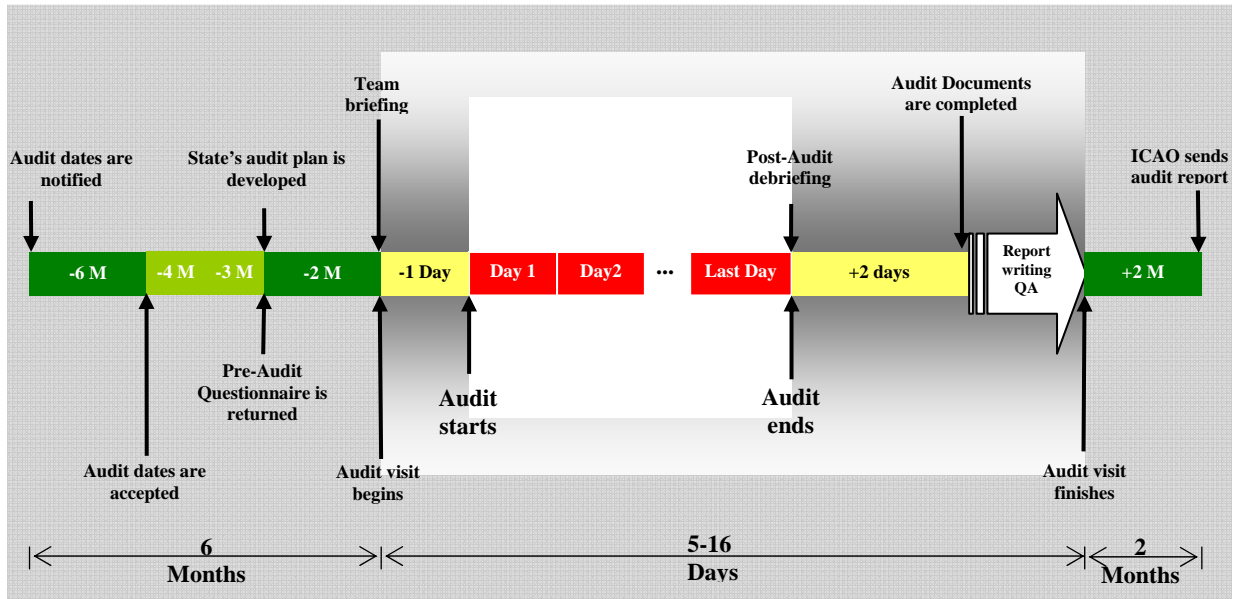 Team
briefing
Audit Documents
are completed
Audit dates are
notified
State's audit plan is
developed
Post-Audit
debriefing
ICAO sends
audit report
-6 M
-4 M
-3 M
-2 M
-1 Day
Day 1
Day2
...
Last Day
+2 days
Report
writing
QA
+2 M
Pre-Audit
Questionnaire is
returned
Audit
starts
Audit
ends
Audit dates are
accepted
Audit visit
begins
Audit visit
finishes
6
Months
5-16
Days
2
Months